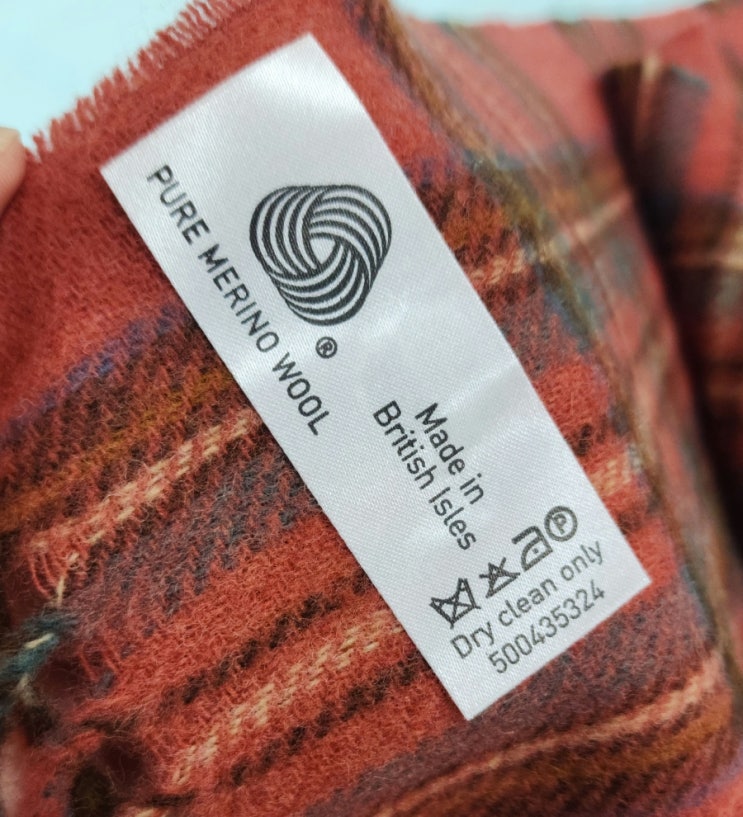 PURE MERINO WOOL
®
Made in
British Isles
P
Dry clean only
500435324